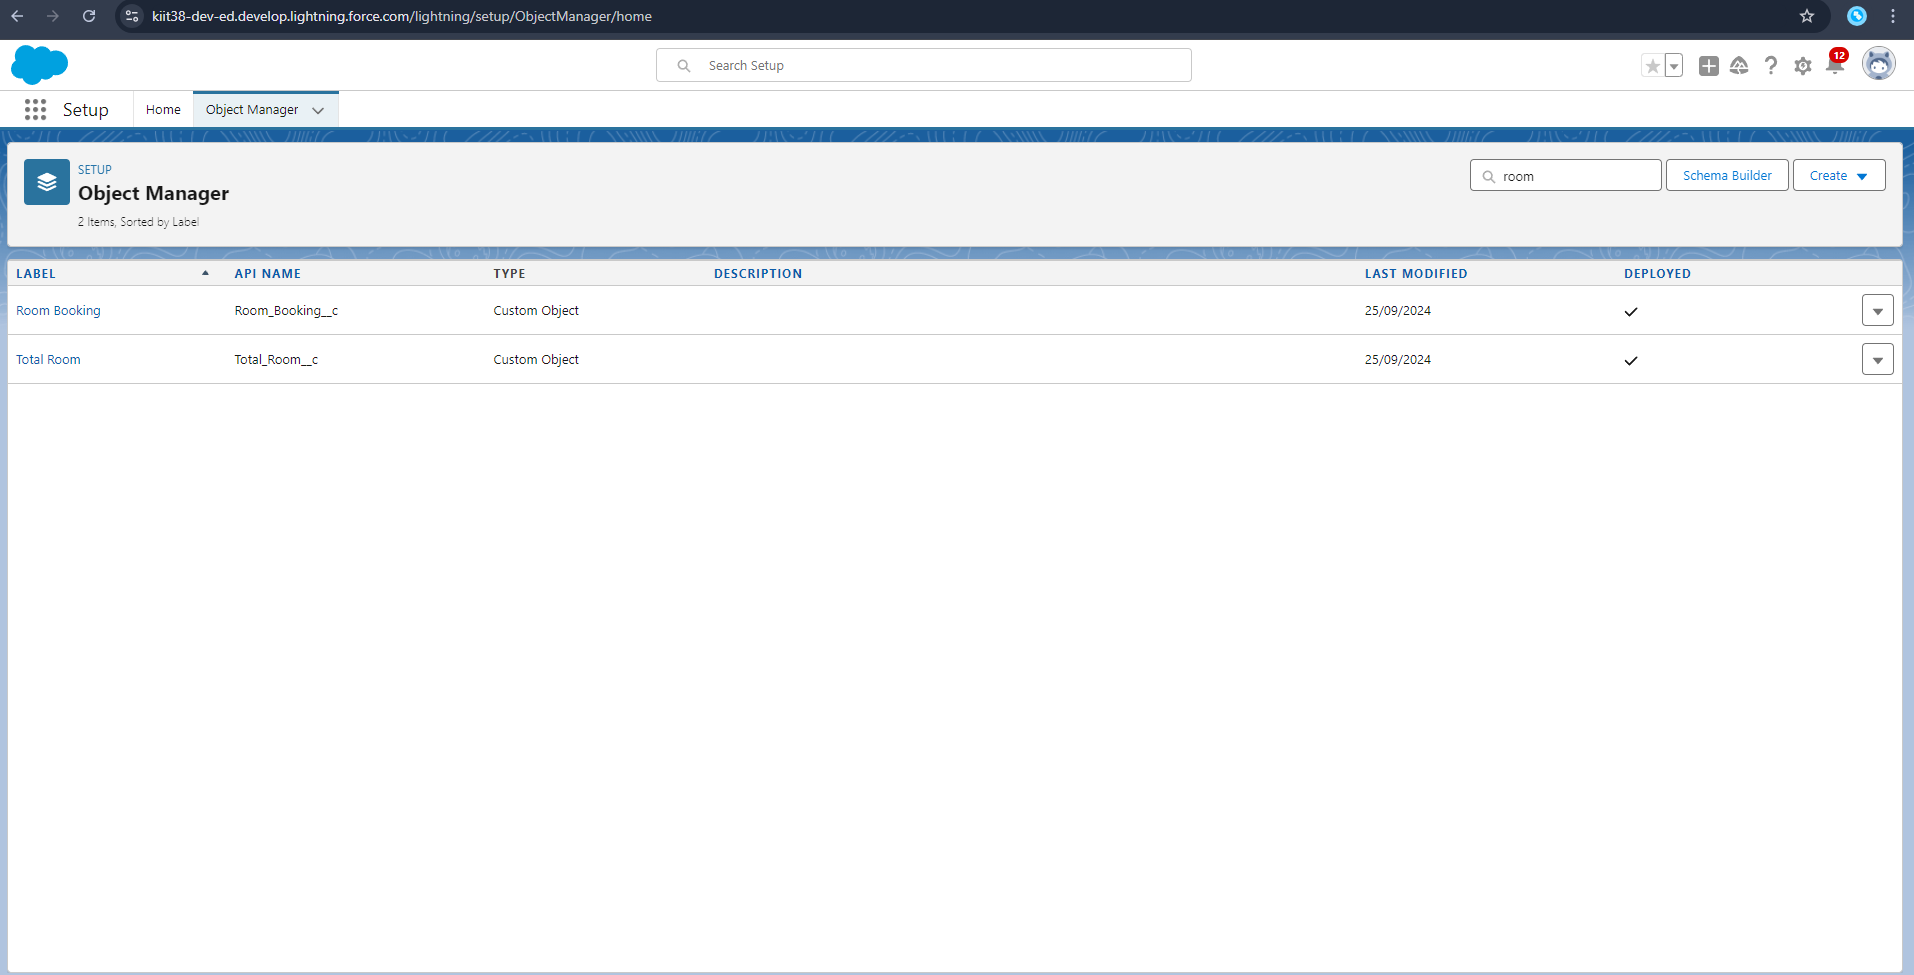 kiit38-dev-ed.develop.lightning.force.com/lightning/setup/ObjectManager/home
Search Setup
12
Setup Home Object Manager
SETUP
Object Manager
2 Items, Sorted by Label
room Schema Builder Create
LABEL API NAME TYPE DESCRIPTION LAST MODIFIED DEPLOYED
Room Booking Room_Booking__c Custom Object 25/09/2024
Total Room Total_Room__c Custom Object 25/09/2024